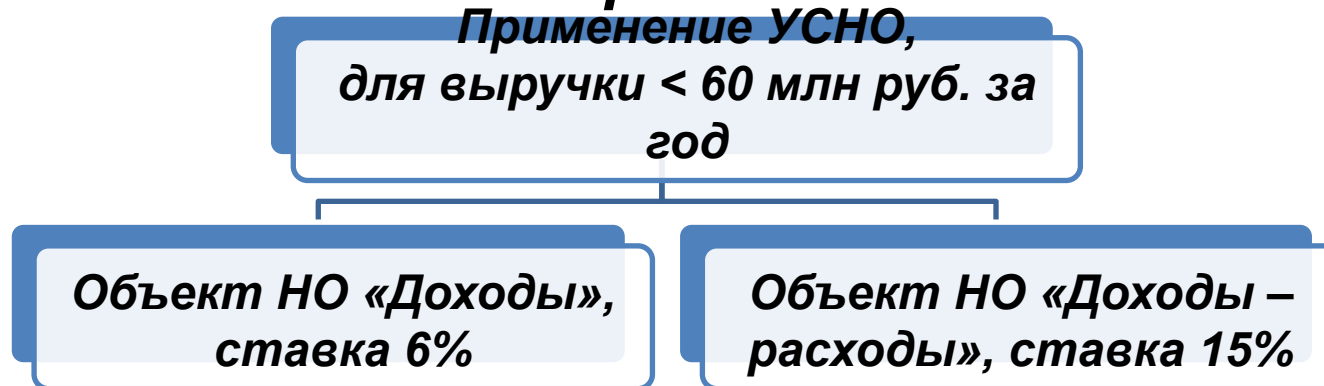 Применение УСНО,
для выручки < 60 млн руб. за
год
Объект НО «Доходы»,
ставка 6%
Объект НО «Доходы –
расходы», ставка 15%